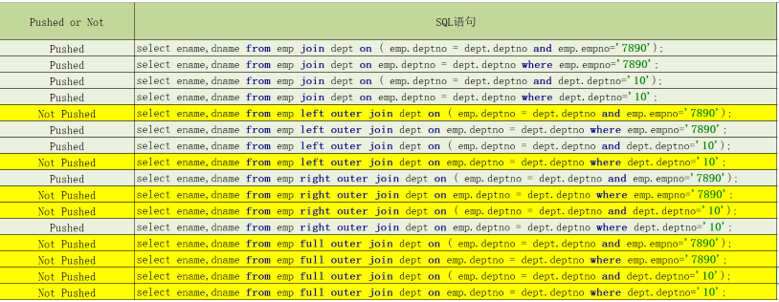 Pushed or Not SQL语句
Pushed select ename,dname from emp join dept on ( emp.deptno = dept.deptno and emp.empno='7890');
Pushed select ename,dname from emp join dept on emp.deptno = dept.deptno where emp.empno='7890';
Pushed select ename,dname from emp join dept on ( emp.deptno = dept.deptno and dept.deptno='10');
Pushed select ename,dname from emp join dept on emp.deptno = dept.deptno where dept.deptno='10';
Not Pushed select ename,dname from emp left outer join dept on ( emp.deptno = dept.deptno and emp.empno='7890');
Pushed select ename,dname from emp left outer join dept on emp.deptno = dept.deptno where emp.empno='7890';
Pushed select ename,dname from emp left outer join dept on ( emp.deptno = dept.deptno and dept.deptno='10');
Not Pushed select ename,dname from emp left outer join dept on emp.deptno = dept.deptno where dept.deptno='10';
Pushed select ename,dname from emp right outer join dept on ( emp.deptno = dept.deptno and emp.empno='7890');
Not Pushed select ename,dname from emp right outer join dept on emp.deptno = dept.deptno where emp.empno='7890';
Not Pushed select ename,dname from emp right outer join dept on ( emp.deptno = dept.deptno and dept.deptno='10');
Pushed select ename,dname from emp right outer join dept on emp.deptno = dept.deptno where dept.deptno='10';
Not Pushed select ename,dname from emp full outer join dept on ( emp.deptno = dept.deptno and emp.empno='7890');
Not Pushed select ename,dname from emp full outer join dept on emp.deptno = dept.deptno where emp.empno='7890';
Not Pushed select ename,dname from emp full outer join dept on ( emp.deptno = dept.deptno and dept.deptno='10');
Not Pushed select ename,dname from emp full outer join dept on emp.deptno = dept.deptno where dept.deptno='10';